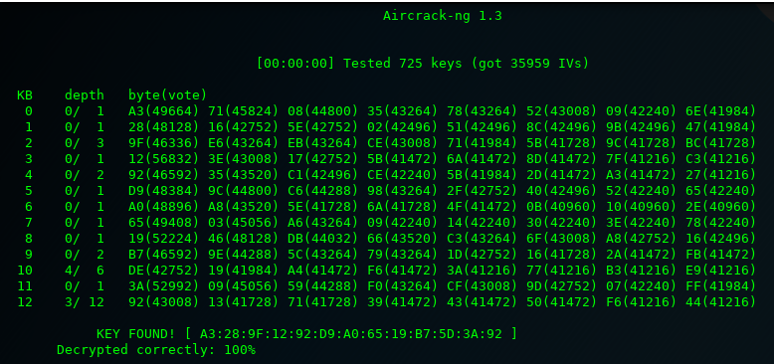 Aircrack-ng 1.3
[00:00:00] Tested 725 keys (got 35959 IVs)
KB depth byte(vote)
0 0/ 1 A3(49664) 71(45824) 08(44800) 35(43264) 78(43264) 52(43008) 09(42240) 6E(41984)
1 0/ 1 28(48128) 16(42752) 5E(42752) 02(42496) 51(42496) 8C(42496) 9B(42496) 47(41984)
2 0/ 3 9F(46336) E6(43264) EB(43264) CE(43008) 71(41984) 5B(41728) 9C(41728) BC(41728)
3 0/ 1 12(56832) 3E(43008) 17(42752) 5B(41472) 6A(41472) 8D(41472) 7F(41216) C3(41216)
4 0/ 2 92(46592) 35(43520) C1(42496) CE(42240) 5B(41984) 2D(41472) A3(41472) 27(41216)
5 0/ 1 D9(48384) 9C(44800) C6(44288) 98(43264) 2F(42752) 40(42496) 52(42240) 65(42240)
6 0/ 1 A0(48896) A8(43520) 5E(41728) 6A(41728) 4F(41472) 0B(40960) 10(40960) 2E(40960)
7 0/ 1 65(49408) 03(45056) A6(43264) 09(42240) 14(42240) 30(42240) 3E(42240) 78(42240)
8 0/ 1 19(52224) 46(48128) DB(44032) 66(43520) C3(43264) 6F(43008) A8(42752) 16(42496)
9 0/ 2 B7(46592) 9E(44288) 5C(43264) 79(43264) 1D(42752) 16(41728) 2A(41472) FB(41472)
10 4/ 6 DE(42752) 19(41984) A4(41472) F6(41472) 3A(41216) 77(41216) B3(41216) E9(41216)
11 0/ 1 3A(52992) 09(45056) 59(44288) F0(43264) CF(43008) 9D(42752) 07(42240) FF(41984)
12 3/ 12 92(43008) 13(41728) 71(41728) 39(41472) 43(41472) 50(41472) F6(41216) 44(41216)
KEY FOUND! [ A3:28:9F:12:92:D9:A0:65:19:B7:5D:3A:92 ]
Decrypted correctly: 100%